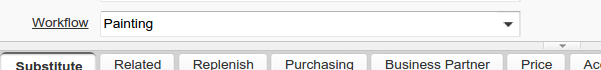 Workflow Painting
Substitute Related Replenish Purchasing Business Partner Price